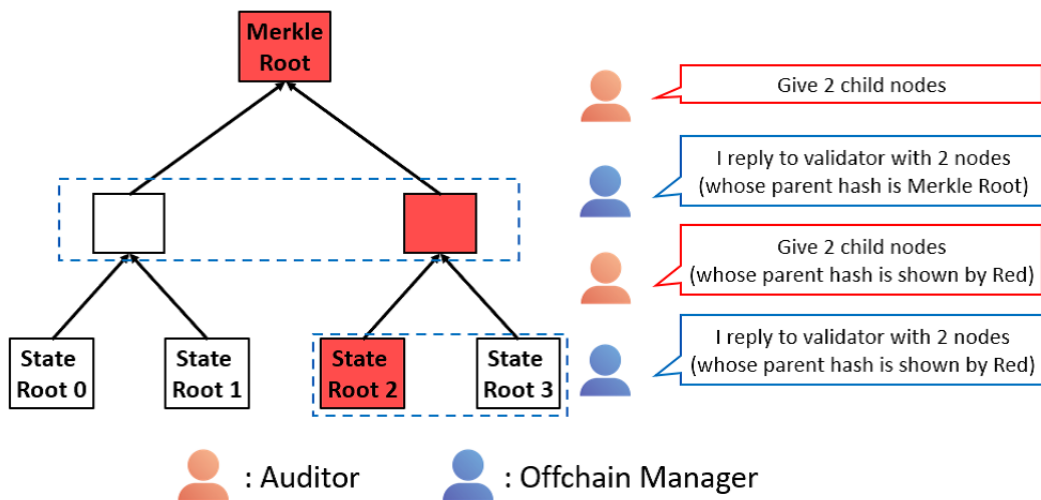 Merkle
Root
Give 2 child nodes
I reply to validator with 2 nodes
(whose parent hash is Merkle Root)
Give 2 child nodes
(whose parent hash is shown by Red)
State
Root 0
State
Root 1
State
Root 2
State
Root 3
I reply to validator with 2 nodes
(whose parent hash is shown by Red)
: Auditor
: Offchain Manager